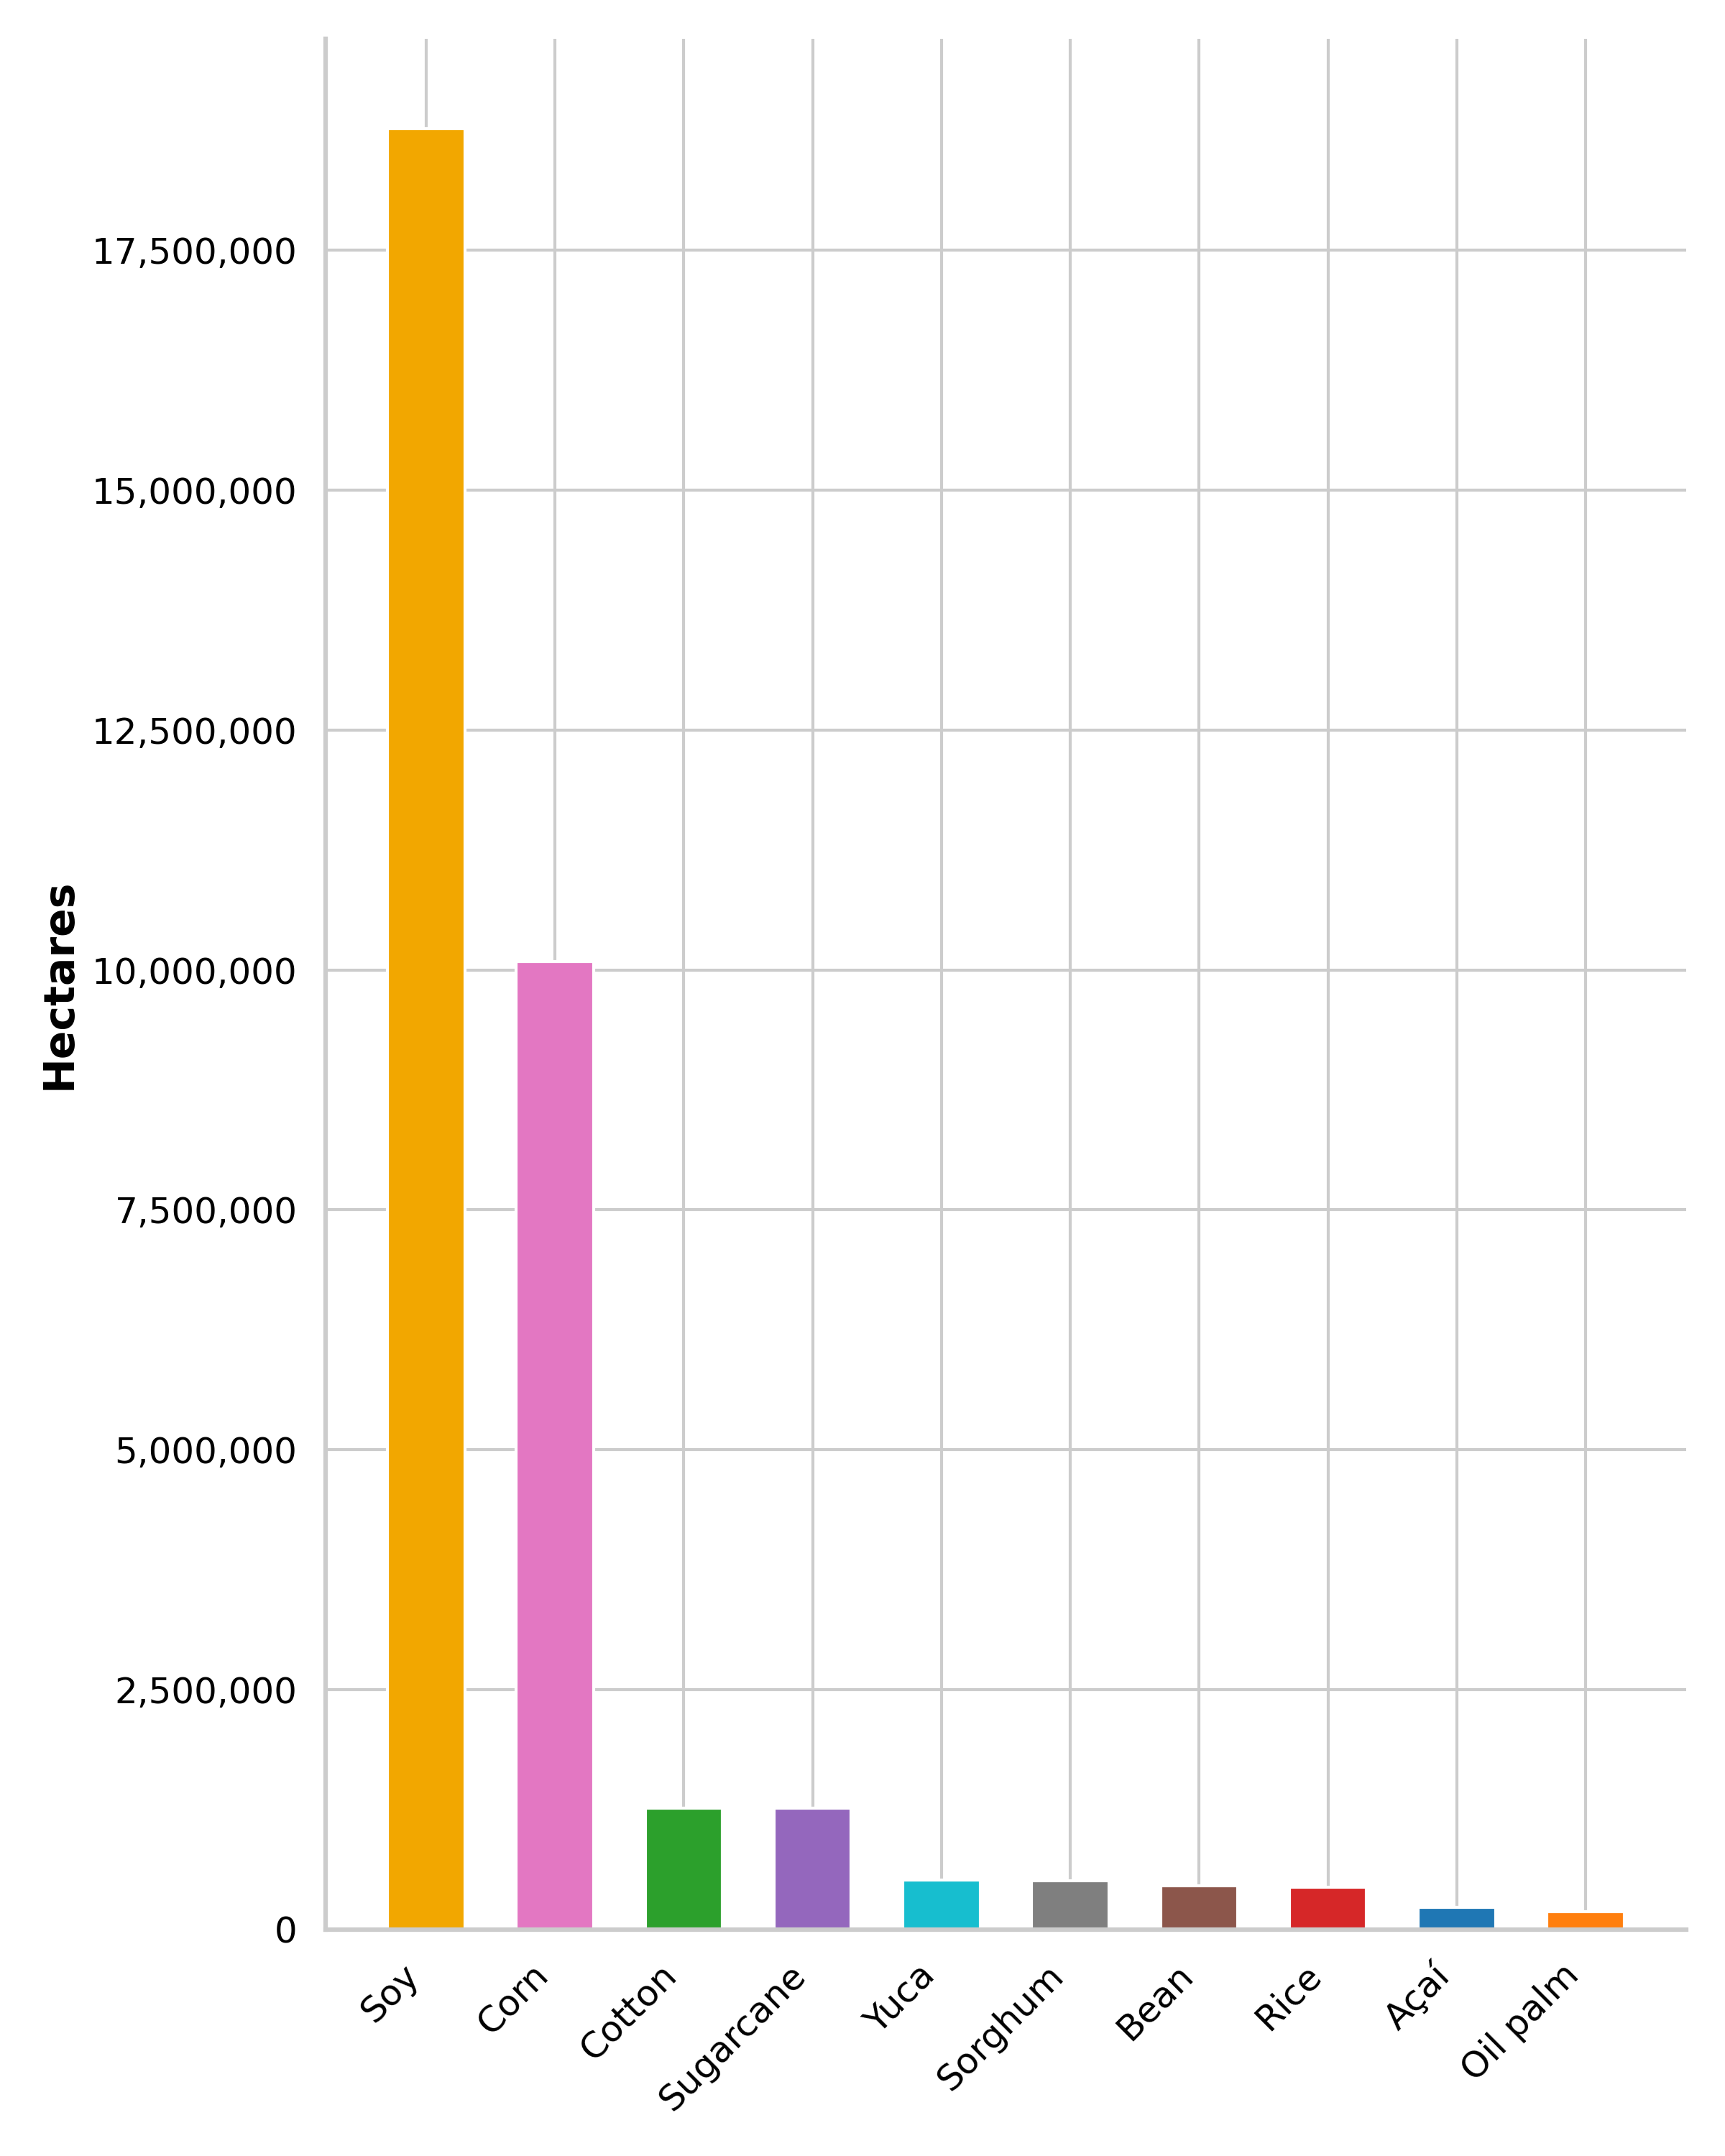 Hectares
17,500,000
15,000,000
12,500,000
10,000,000
7,500,000
5,000,000
2,500,000
0
Soy
Corn
Cotton
Sugarcane
Yuca
Sorghum
Bean
Rice
Açaí
Oil palm